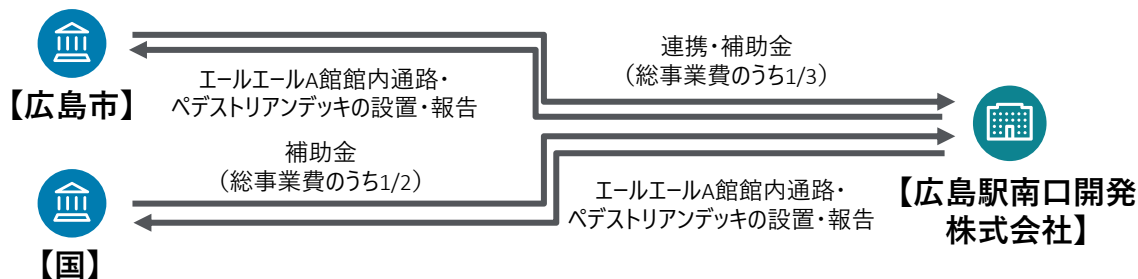 連携・補助金
（総事業費のうち1/3）
エールエールA館館内通路・
ペデストリアンデッキの設置・報告
【広島市】
補助金
（総事業費のうち1/2）
エールエールA館館内通路・
ペデストリアンデッキの設置・報告
【広島駅南口開発
株式会社】
【国】